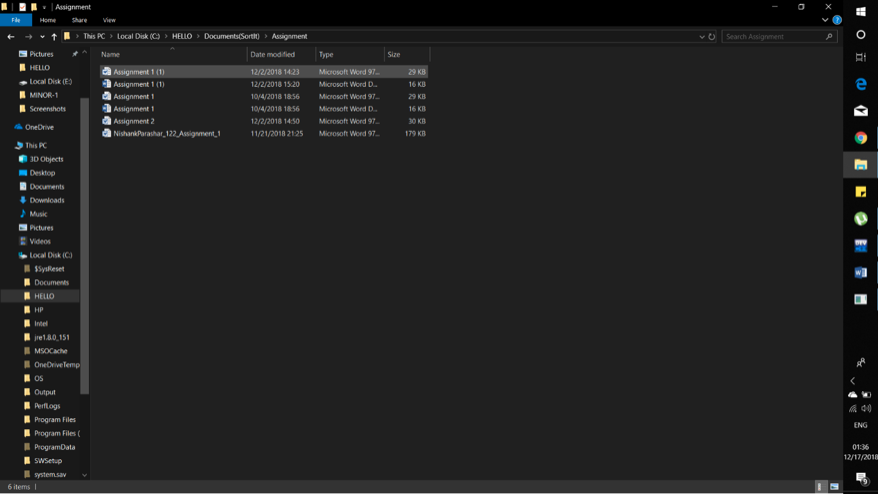 Assignment
File Home Share View
This PC Local Disk (C:) HELLO Documents(SortIt) Assignment
Search Assignment
Name Date modified Type Size
Assignment 1 (1) 12/2/2018 14:23 Microsoft Word 97... 29 KB
Assignment 1 (1) 12/2/2018 15:20 Microsoft Word D... 16 KB
Assignment 1 10/4/2018 18:56 Microsoft Word 97... 29 KB
Assignment 1 10/4/2018 18:56 Microsoft Word D... 16 KB
Assignment 2 12/2/2018 14:50 Microsoft Word 97... 30 KB
NishankParashar_122_Assignment_1 11/21/2018 21:25 Microsoft Word 97... 179 KB
Pictures
HELLO
Local Disk (E:)
MINOR-1
Screenshots
OneDrive
This PC
3D Objects
Desktop
Documents
Downloads
Music
Pictures
Videos
Local Disk (C:)
$SysReset
Documents
HELLO
HP
Intel
jre1.8.0_151
MSOCache
OneDriveTemp
OS
Output
PerfLogs
Program Files
Program Files (
ProgramData
SWSetup
system.sav
6 items
ENG
01:36
12/17/2018
9